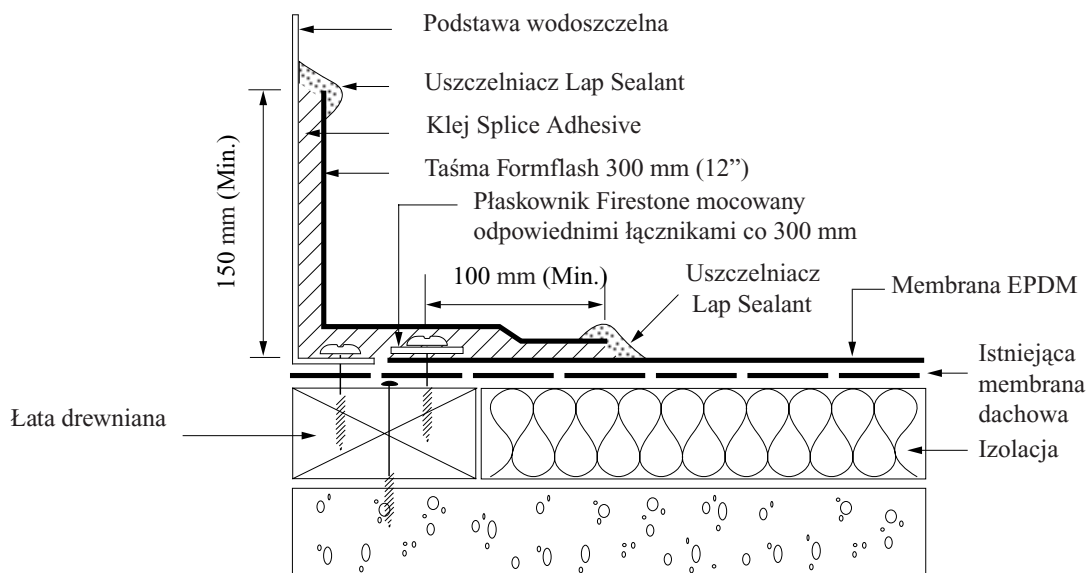 Podstawa wodoszczelna
Uszczelniacz Lap Sealant
Klej Splice Adhesive
Taśma Formflash 300 mm (12”)
Płaskownik Firestone mocowany
odpowiednimi łącznikami co 300 mm
150 mm (Min.)
100 mm (Min.)
Uszczelniacz
Lap Sealant
Membrana EPDM
Istniejąca
membrana
dachowa
Łata drewniana
Izolacja